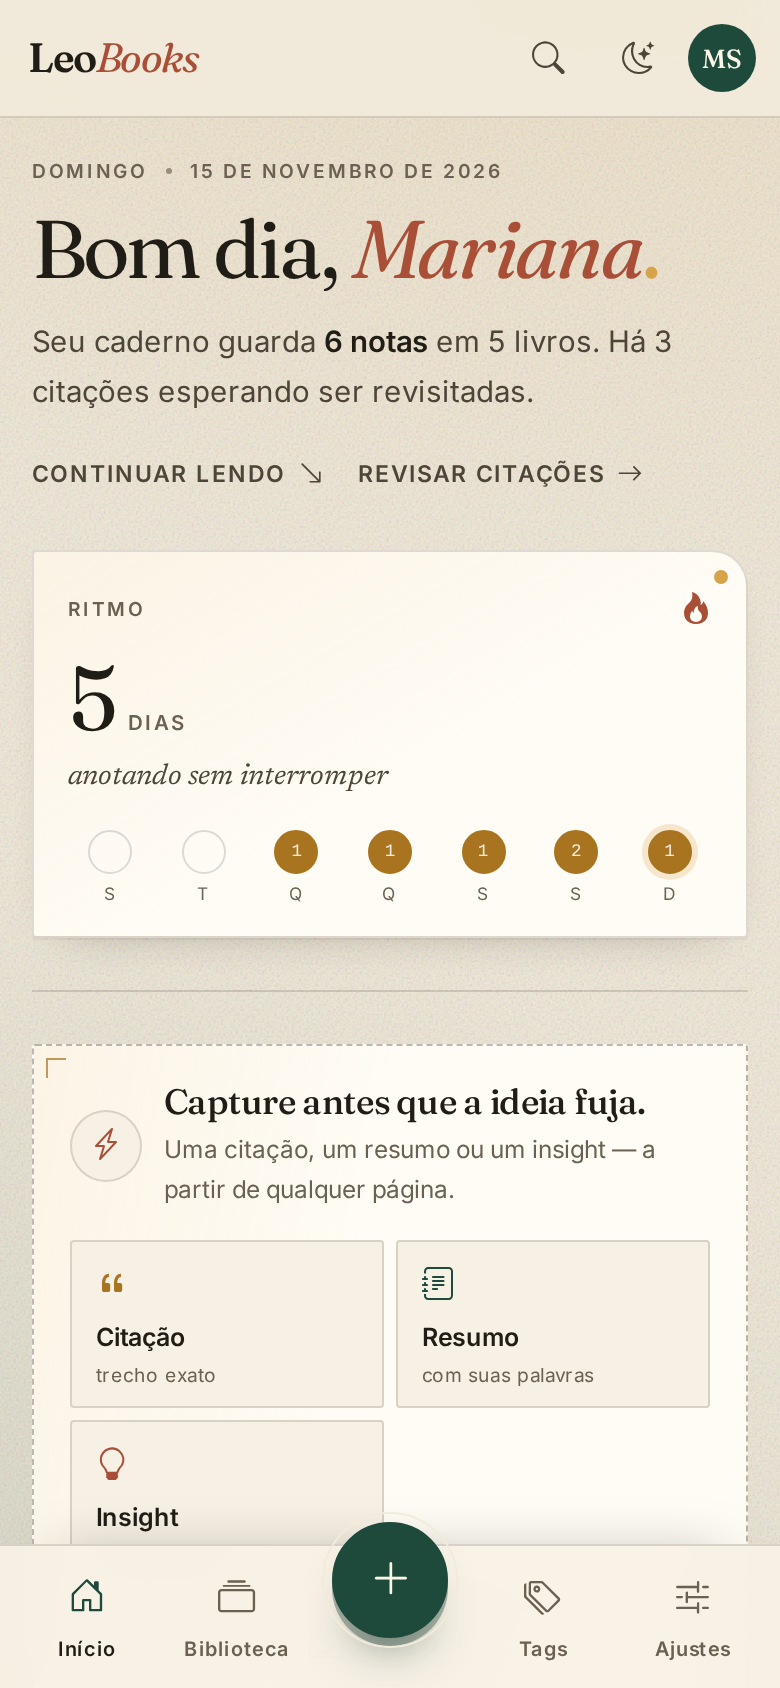 LeoBooks
MS
DOMINGO • 15 DE NOVEMBRO DE 2026
Bom dia, Mariana.
Seu caderno guarda 6 notas em 5 livros. Há 3
citações esperando ser revisitadas.
CONTINUAR LENDO ↘ REVISAR CITAÇÕES →
RITMO
5 DIAS
anotando sem interromper
1 1 1 2 1
S T Q Q S S D
Capture antes que a ideia fuja.
Uma citação, um resumo ou um insight — a
partir de qualquer página.
Citação
trecho exato
Resumo
com suas palavras
Insight
Início Biblioteca Tags Ajustes